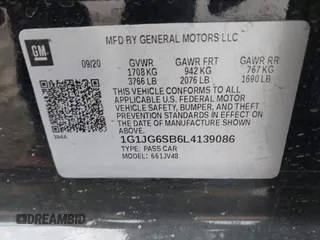 GM
MFD BY GENERAL MOTORS LLC
09/20 GVWR GAWR FRT GAWR RR
1708 KG 942 KG 767 KG
3766 LB 2076 LB 1690 LB
THIS VEHICLE CONFORMS TO ALL
APPLICABLE U.S. FEDERAL MOTOR
VEHICLE SAFETY, BUMPER, AND THEFT
PREVENTION STANDARDS IN EFFECT ON THE
DATE OF MANUFACTURE SHOWN ABOVE.
1G1JG6SB6L4139086
TYPE: PASS CAR
MODEL: 661JV48
© DREAMBID